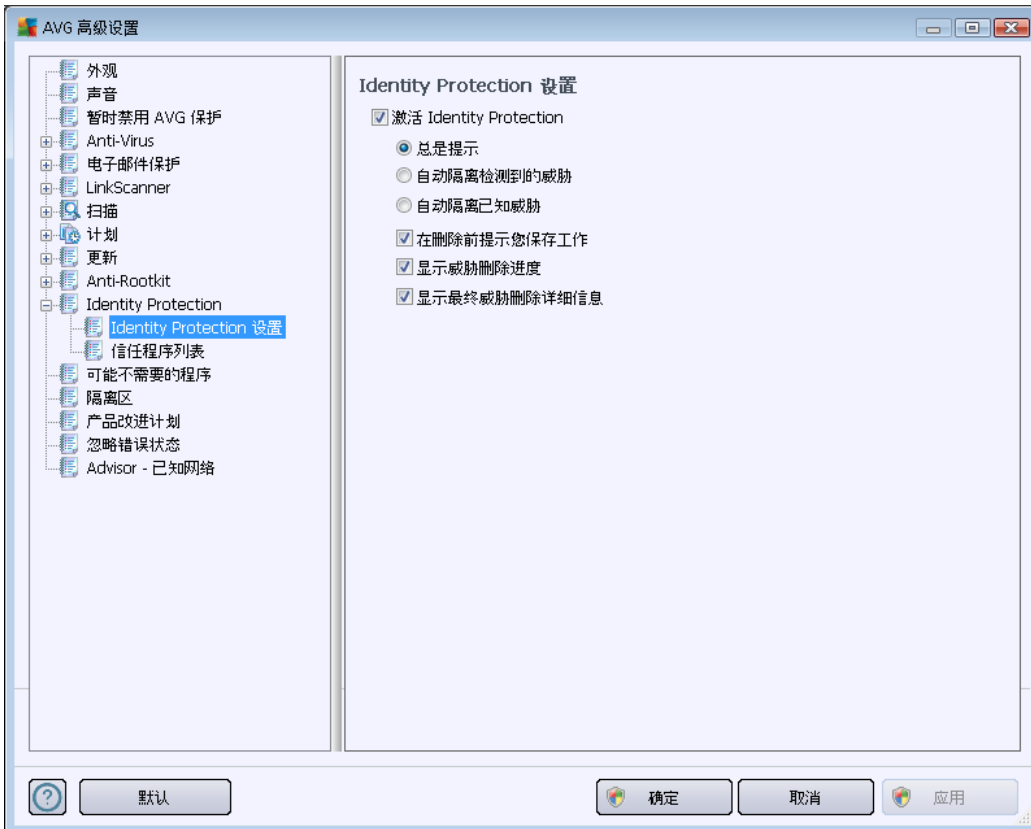 AVG 高级设置
外观
声音
暂时禁用 AVG 保护
Anti-Virus
电子邮件保护
LinkScanner
扫描
计划
更新
Anti-Rootkit
Identity Protection
Identity Protection 设置
信任程序列表
可能不需要的程序
隔离区
产品改进计划
忽略错误状态
Advisor - 已知网络
Identity Protection 设置
激活 Identity Protection
总是提示
自动隔离检测到的威胁
自动隔离已知威胁
在删除前提示您保存工作
显示威胁删除进度
显示最终威胁删除详细信息
默认
确定
取消
应用